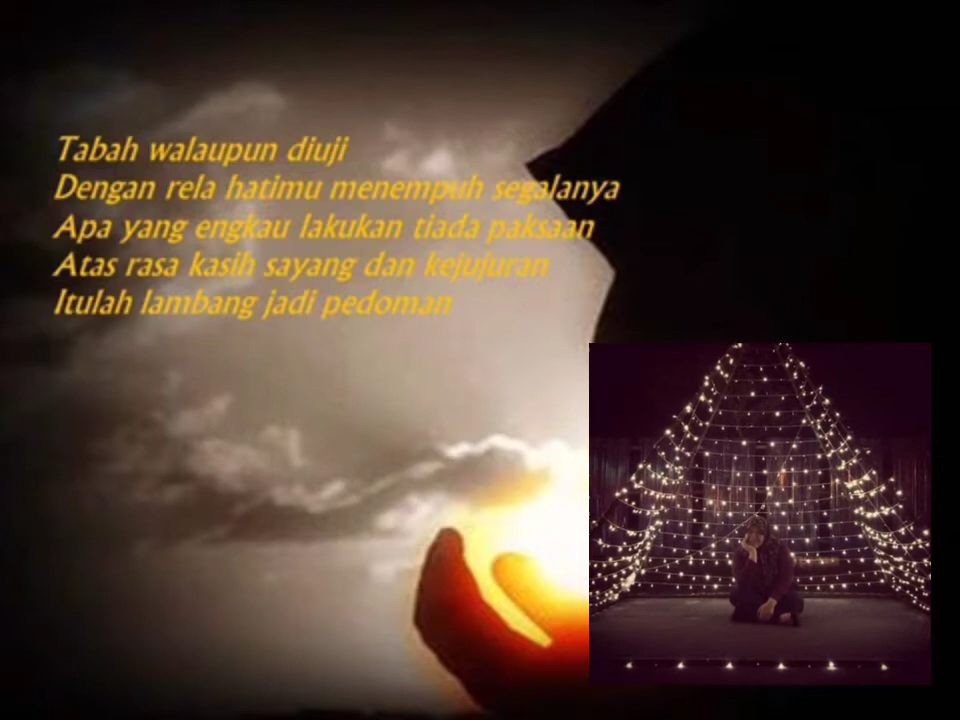 Tabah walaupun diuji
Dengan rela hatimu menempuh segalanya
Apa yang engkau lakukan tiada paksaan
Atas rasa kasih sayang dan kejujuran
Itulah lambang jadi pedoman